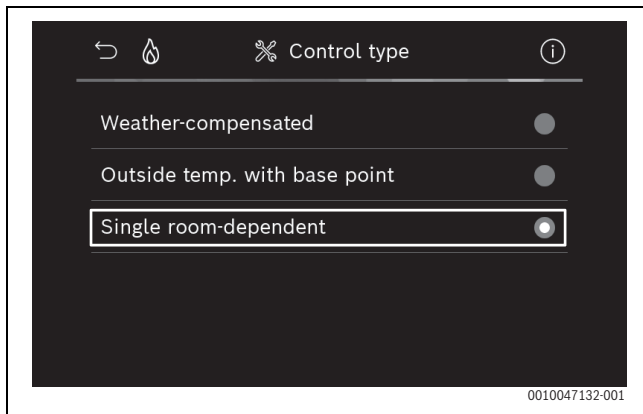 Control type
Weather-compensated
Outside temp. with base point
Single room-dependent
0010047132-001